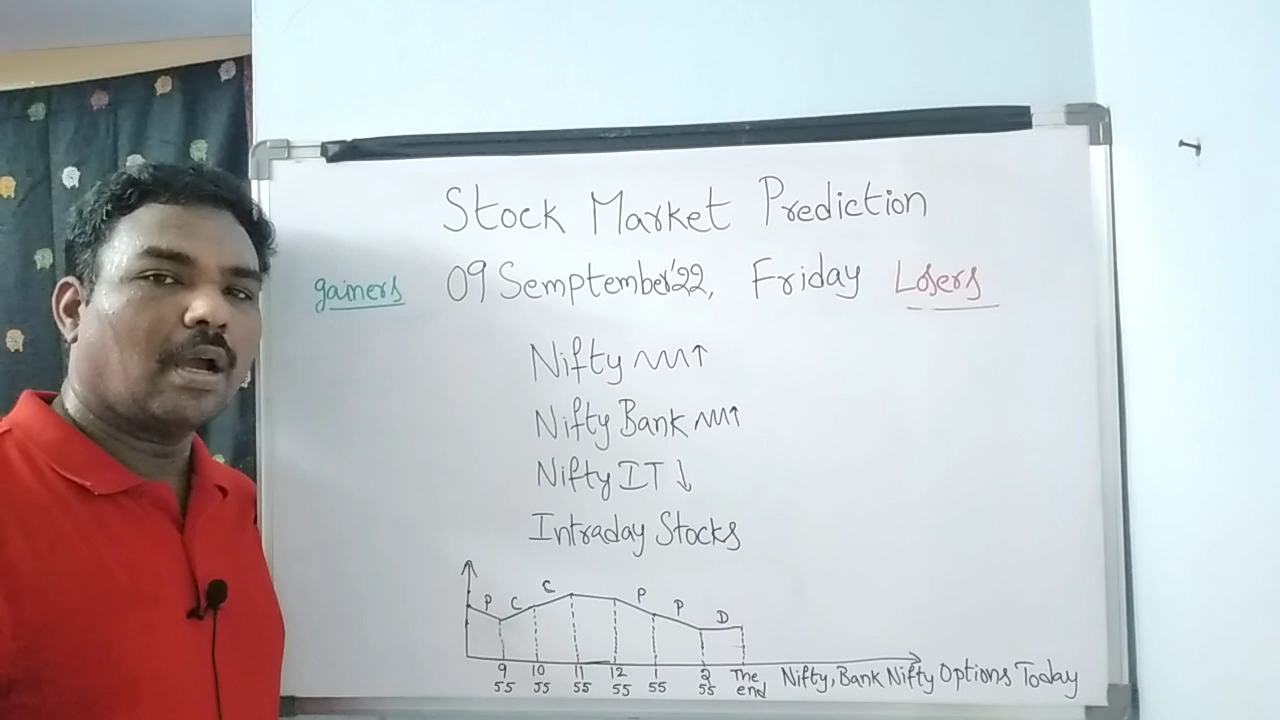 Stock Market Prediction
gainers 09 Semptember'22, Friday Losers
Nifty ↑
Nifty Bank ↑
Nifty IT ↓
Intraday Stocks
P C C P P D
9 10 11 12 1 2 The
55 55 55 55 55 55 end
Nifty, Bank Nifty Options Today